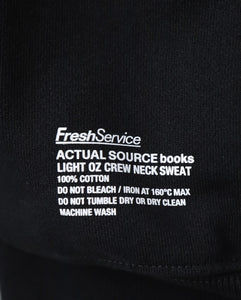 FreshService
ACTUAL SOURCE books
LIGHT OZ CREW NECK SWEAT
100% COTTON
DO NOT BLEACH / IRON AT 160°C MAX
DO NOT TUMBLE DRY OR DRY CLEAN
MACHINE WASH